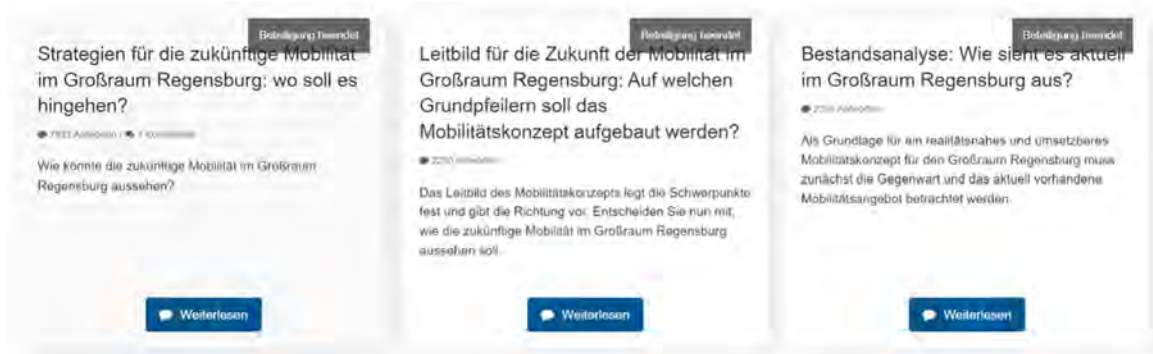 Beteiligung beendet
Strategien für die zukünftige Mobilität
im Großraum Regensburg: wo soll es
hingehen?
Wie könnte die zukünftige Mobilität im Großraum
Regensburg aussehen?
Weiterlesen
Beteiligung beendet
Leitbild für die Zukunft der Mobilität im
Großraum Regensburg: Auf welchen
Grundpfeilern soll das
Mobilitätskonzept aufgebaut werden?
Antworten
Das Leitbild des Mobilitätskonzepts legt die Schwerpunkte
fest und gibt die Richtung vor. Entscheiden Sie nun mit,
wie die zukünftige Mobilität im Großraum Regensburg
aussehen soll.
Weiterlesen
Beteiligung beendet
Bestandsanalyse: Wie sieht es aktuell
im Großraum Regensburg aus?
Antworten
Als Grundlage für ein realitätsnahes und umsetzbares
Mobilitätskonzept für den Großraum Regensburg muss
zunächst die Gegenwart und das aktuell vorhandene
Mobilitätsangebot betrachtet werden.
Weiterlesen